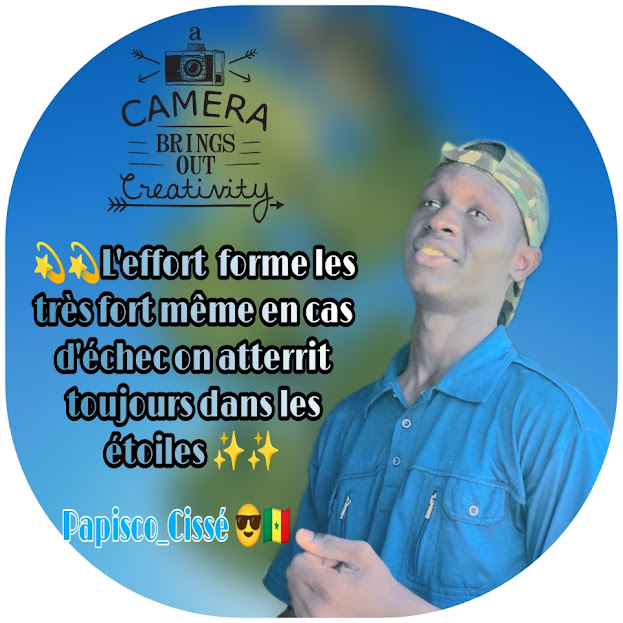 a
CAMERA
BRINGS
OUT
Creativity
💫💫L'effort forme les
très fort même en cas
d'échec on atterrit
toujours dans les
étoiles ✨✨
Papisco_Cissé 😎🇸🇳